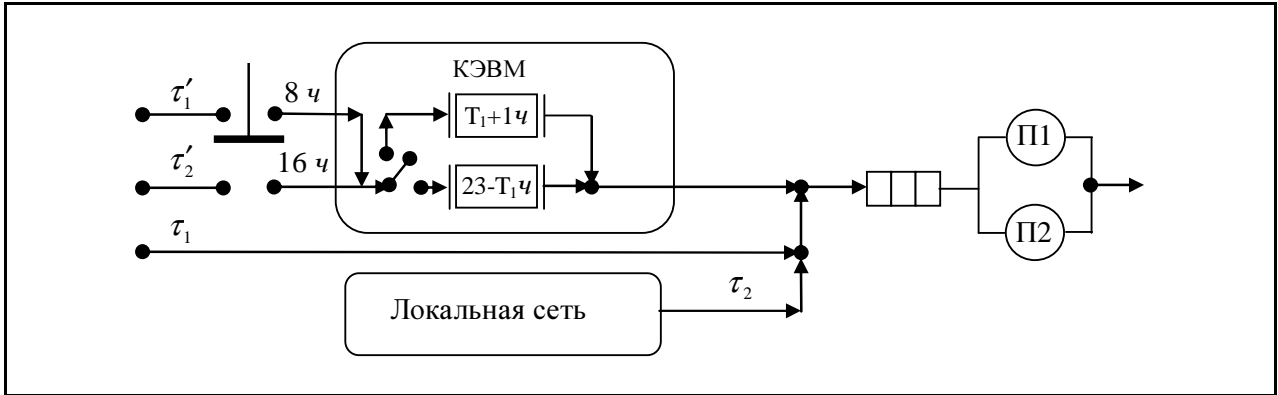 КЭВМ
τ′₁
8 ч
T₁+1ч
П1
τ′₂
16 ч
23-T₁ч
П2
τ₁
Локальная сеть
τ₂